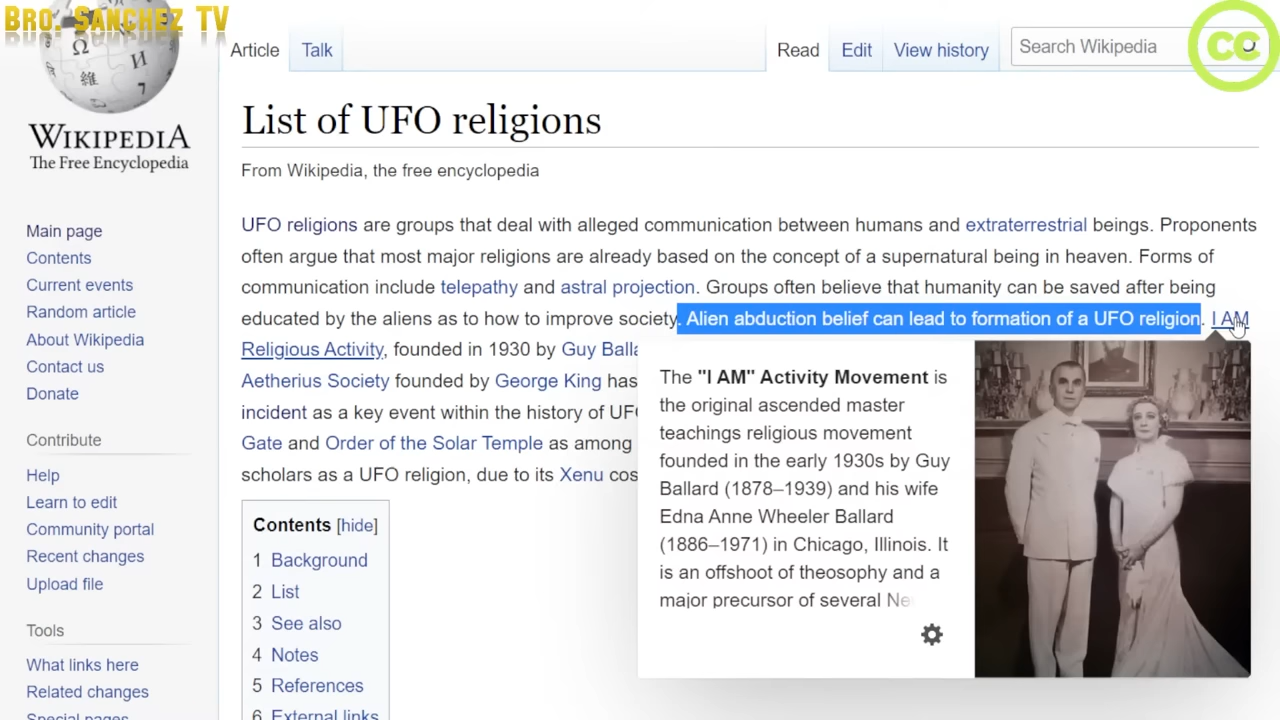 Bro. Sanchez TV
CC
WIKIPEDIA
The Free Encyclopedia
Main page
Contents
Current events
Random article
About Wikipedia
Contact us
Donate
Contribute
Help
Learn to edit
Community portal
Recent changes
Upload file
Tools
What links here
Related changes
Special pages
Article
Talk
Read
Edit
View history
Search Wikipedia
List of UFO religions
From Wikipedia, the free encyclopedia
UFO religions are groups that deal with alleged communication between humans and extraterrestrial beings. Proponents
often argue that most major religions are already based on the concept of a supernatural being in heaven. Forms of
communication include telepathy and astral projection. Groups often believe that humanity can be saved after being
educated by the aliens as to how to improve society. Alien abduction belief can lead to formation of a UFO religion. I AM
Religious Activity, founded in 1930 by Guy Balla
Aetherius Society founded by George King has
incident as a key event within the history of UF
Gate and Order of the Solar Temple as among
scholars as a UFO religion, due to its Xenu cos
Contents [hide]
1 Background
2 List
3 See also
4 Notes
5 References
6 External links
The "I AM" Activity Movement is
the original ascended master
teachings religious movement
founded in the early 1930s by Guy
Ballard (1878–1939) and his wife
Edna Anne Wheeler Ballard
(1886–1971) in Chicago, Illinois. It
is an offshoot of theosophy and a
major precursor of several Ne